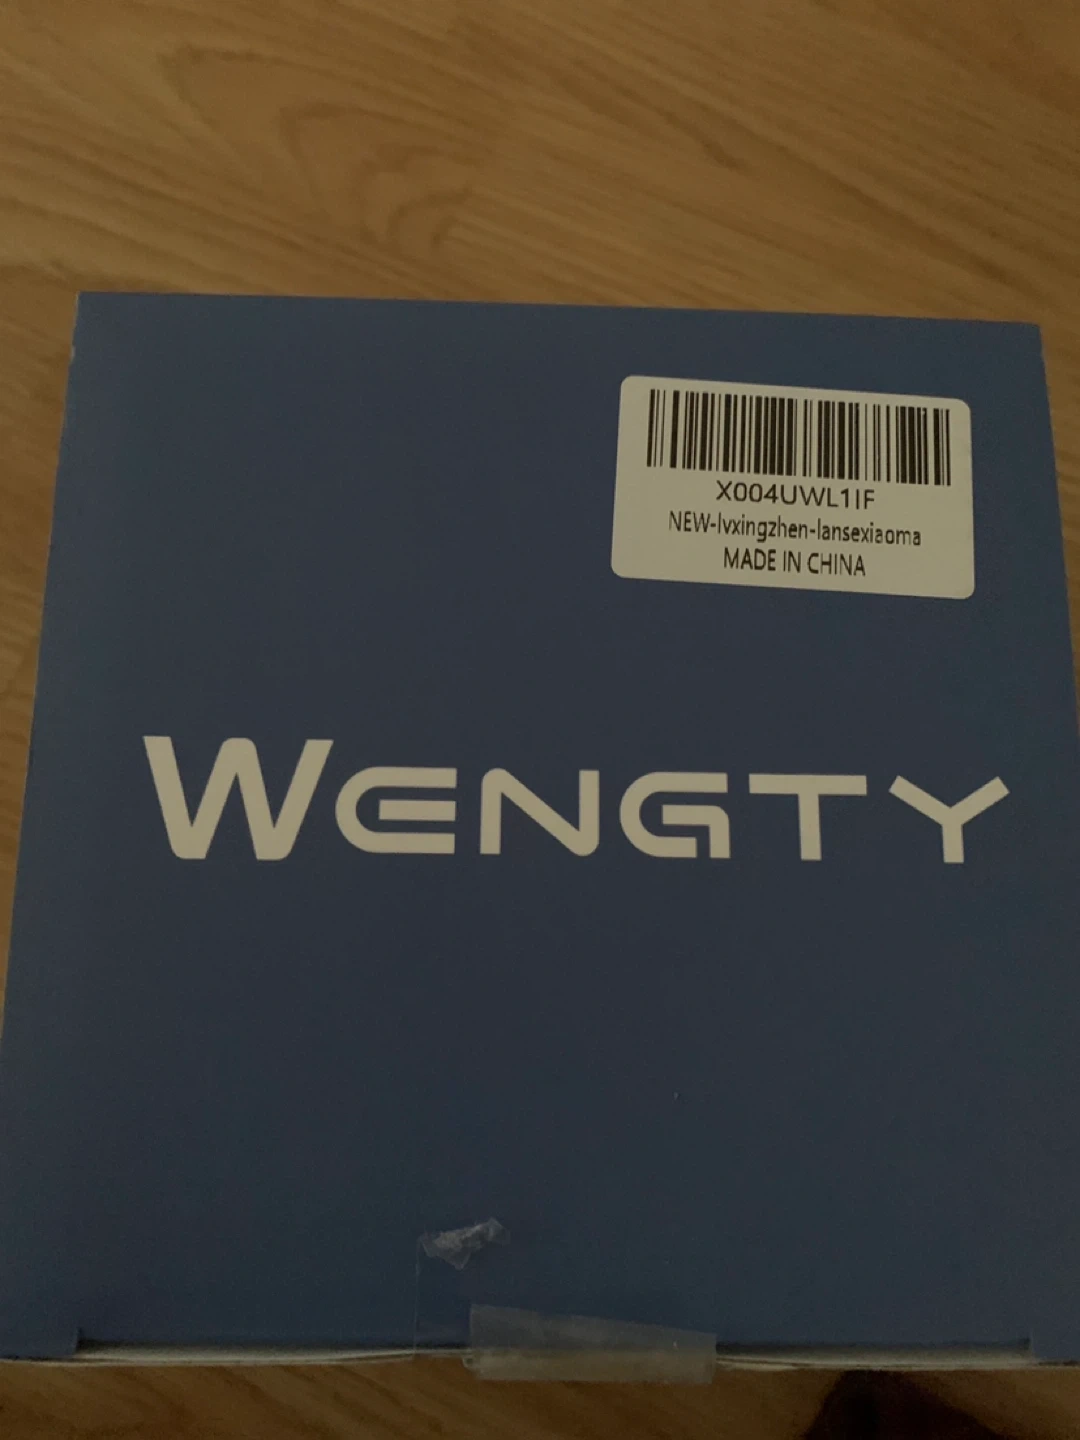 X004UWL1IF
NEW-lvxingzhen-lansexiaoma
MADE IN CHINA
WENGTY